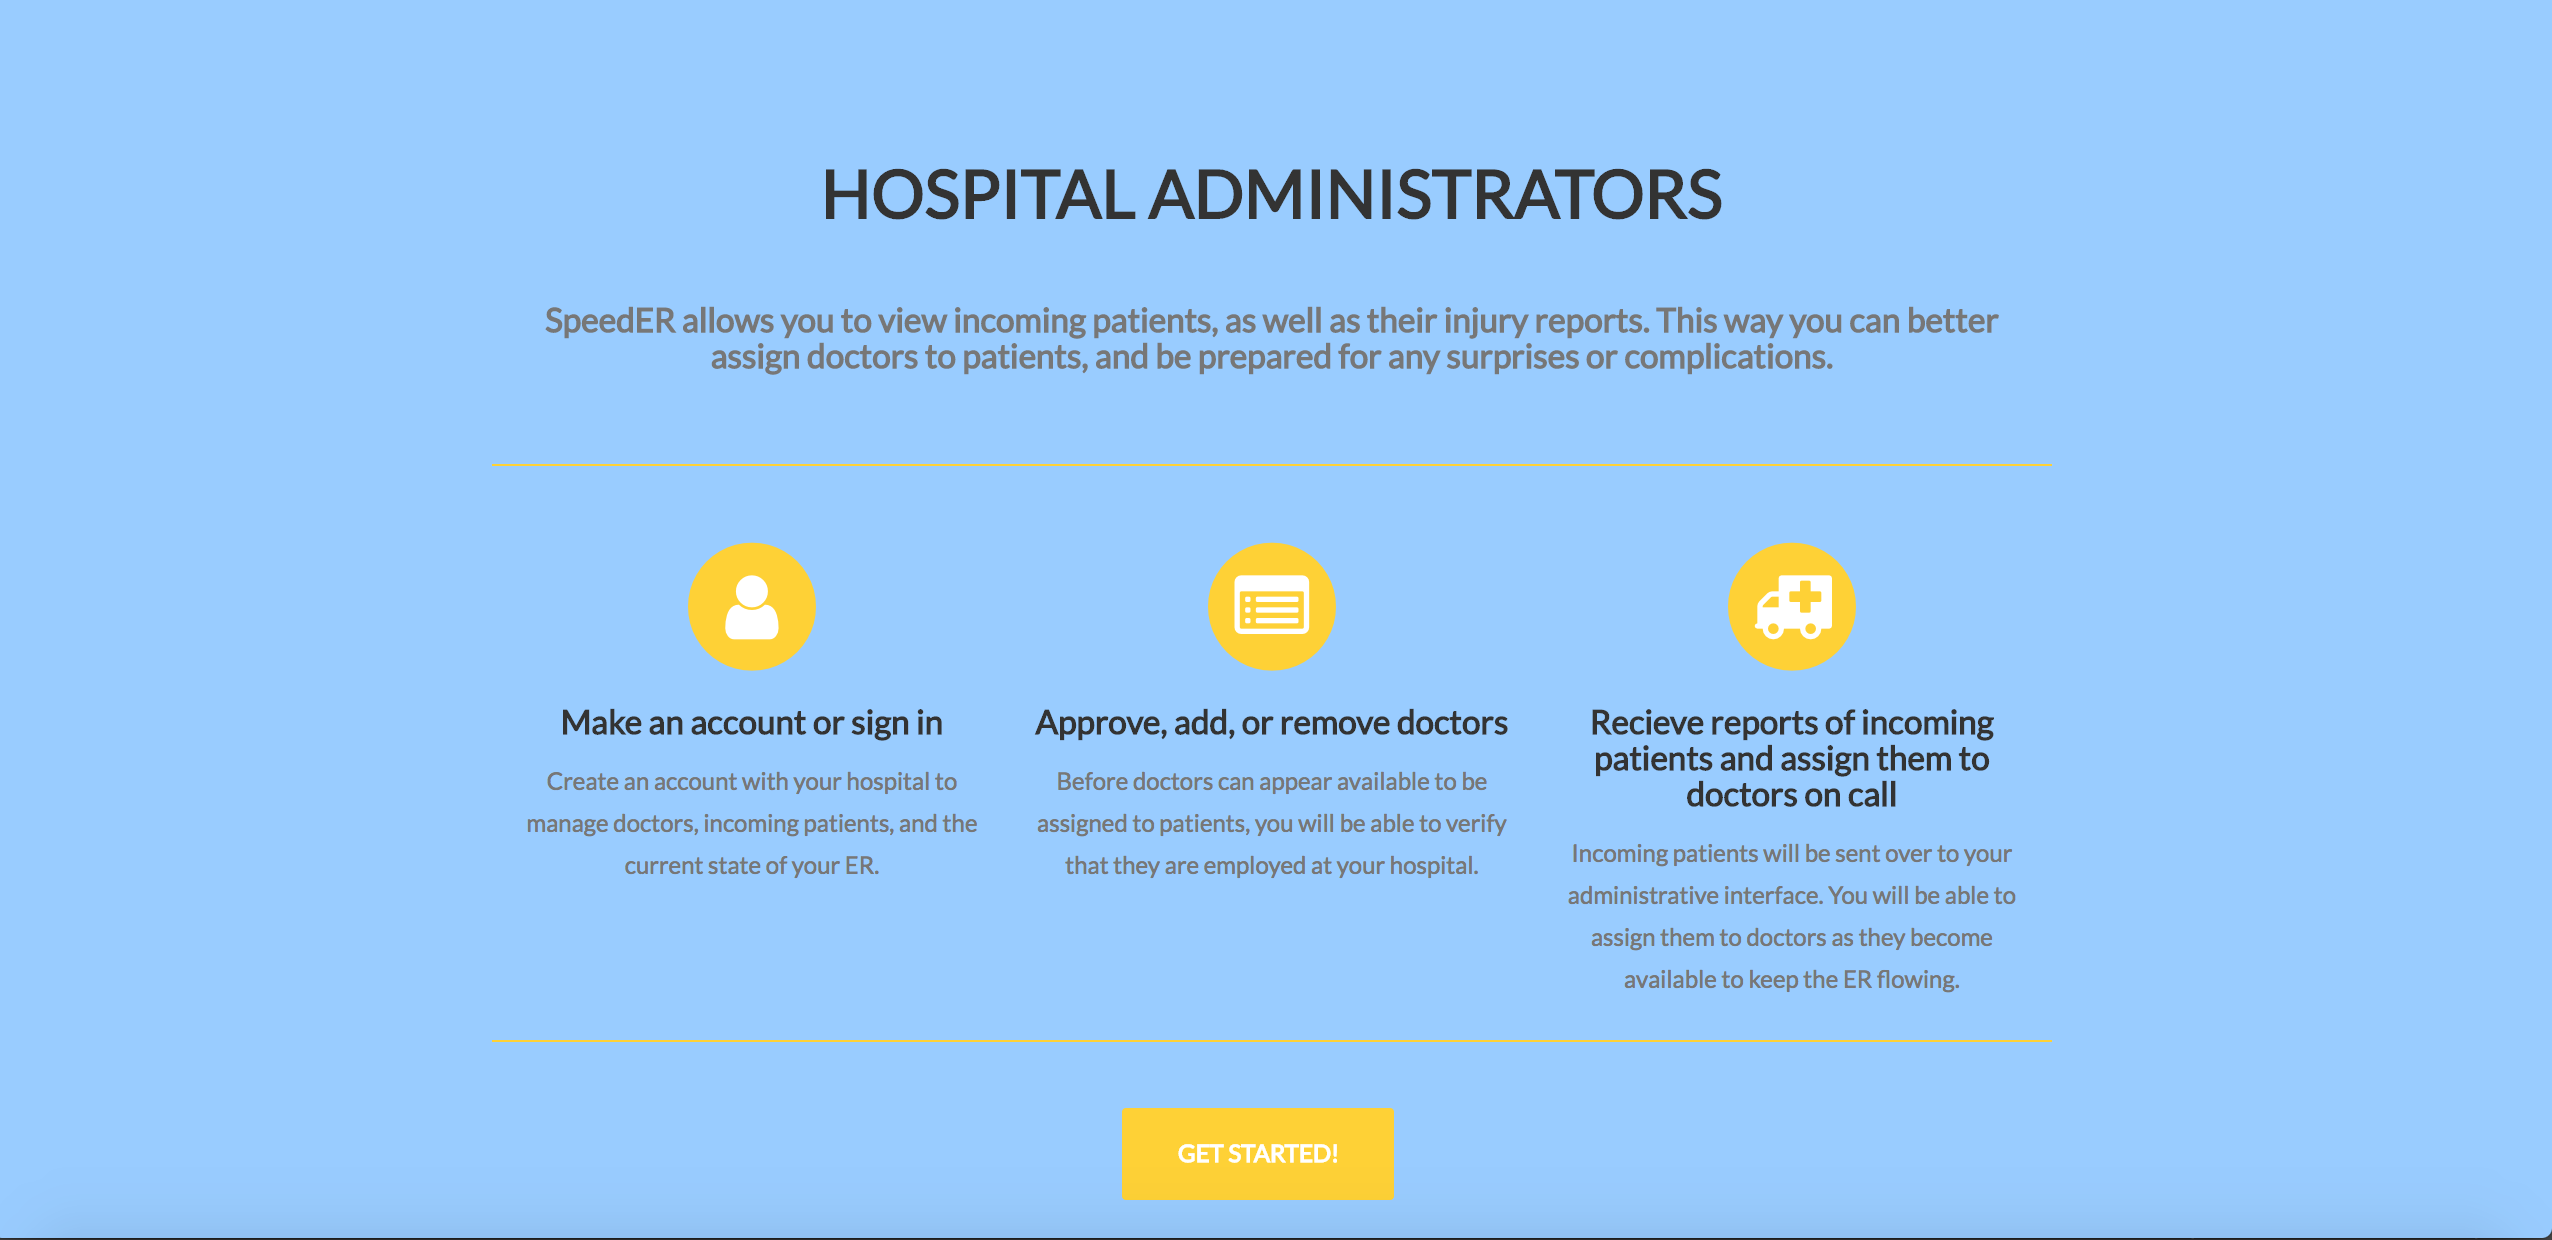 HOSPITAL ADMINISTRATORS
SpeedER allows you to view incoming patients, as well as their injury reports. This way you can better
assign doctors to patients, and be prepared for any surprises or complications.
Make an account or sign in
Create an account with your hospital to
manage doctors, incoming patients, and the
current state of your ER.
Approve, add, or remove doctors
Before doctors can appear available to be
assigned to patients, you will be able to verify
that they are employed at your hospital.
Recieve reports of incoming
patients and assign them to
doctors on call
Incoming patients will be sent over to your
administrative interface. You will be able to
assign them to doctors as they become
available to keep the ER flowing.
GET STARTED!